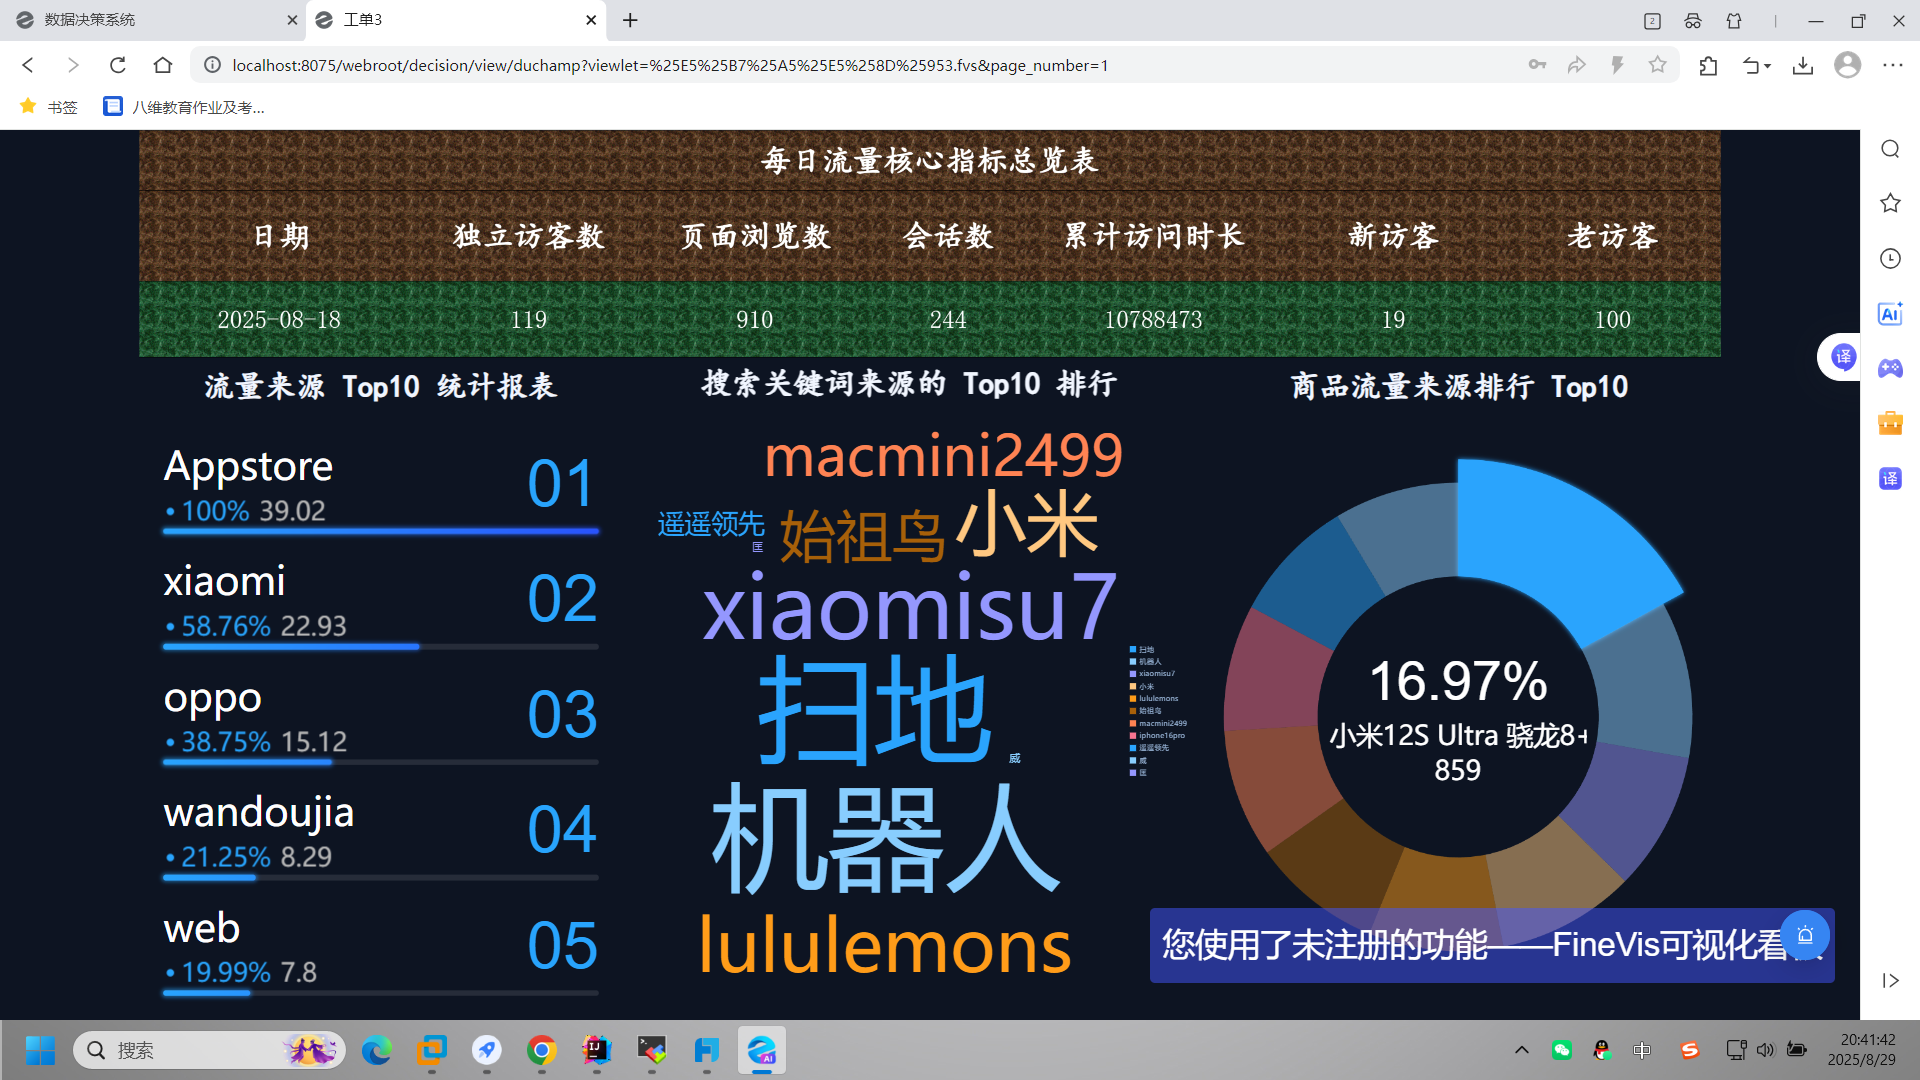 数据决策系统
工单3
localhost:8075/webroot/decision/view/duchamp?viewlet=%25E5%25B7%25A5%25E5%258D%25953.fvs&page_number=1
书签
八维教育作业及考...
每日流量核心指标总览表
日期 独立访客数 页面浏览数 会话数 累计访问时长 新访客 老访客
2025-08-18 119 910 244 10788473 19 100
流量来源 Top10 统计报表
Appstore 01
100% 39.02
xiaomi 02
58.76% 22.93
oppo 03
38.75% 15.12
wandoujia 04
21.25% 8.29
web 05
19.99% 7.8
搜索关键词来源的 Top10 排行
macmini2499
遥遥领先
始祖鸟
小米
匡
xiaomisu7
扫地
威
机器人
lululemons
扫地
机器人
xiaomisu7
小米
lululemons
始祖鸟
macmini2499
iphone16pro
遥遥领先
威
匡
商品流量来源排行 Top10
16.97%
小米12S Ultra 骁龙8+
859
您使用了未注册的功能——FineVis可视化看
2
AI
译
译
搜索
中
20:41:42
2025/8/29